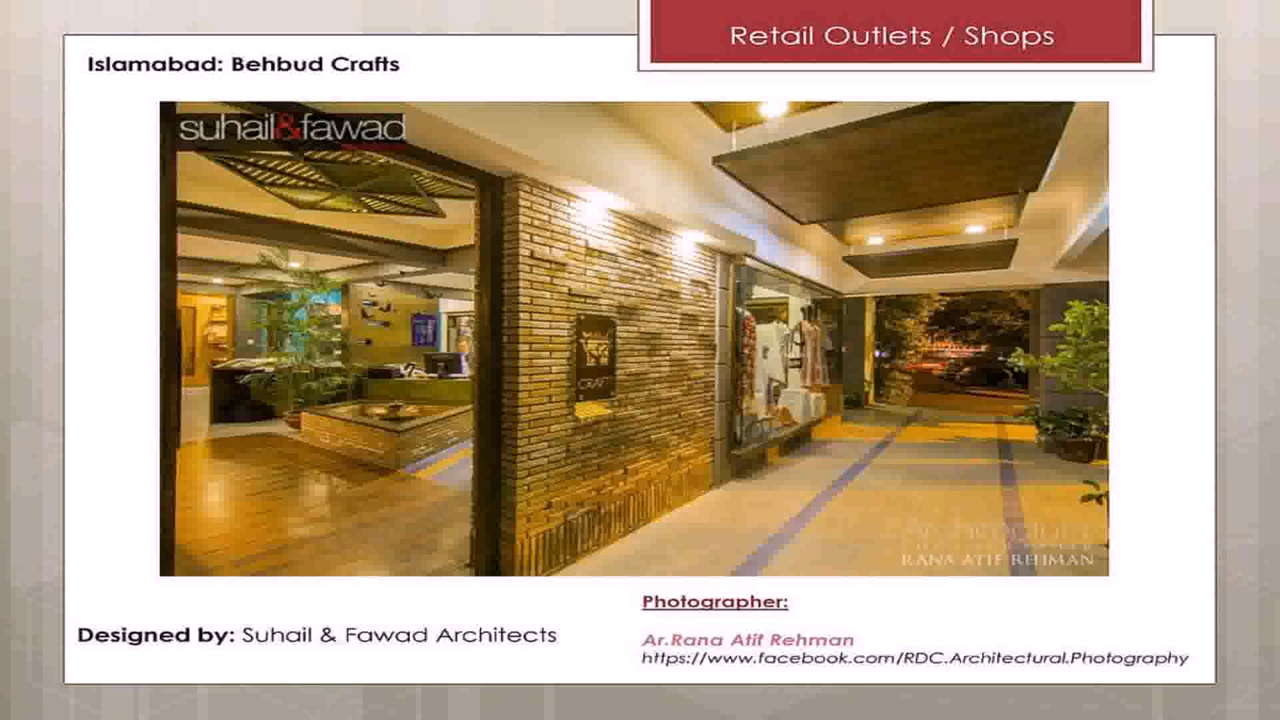 Retail Outlets / Shops
Islamabad: Behbud Crafts
suhail&fawad
CRAFT
RANA ATIF REHMAN
Photographer:
Designed by: Suhail & Fawad Architects
Ar.Rana Atif Rehman
https://www.facebook.com/RDC.Architectural.Photography